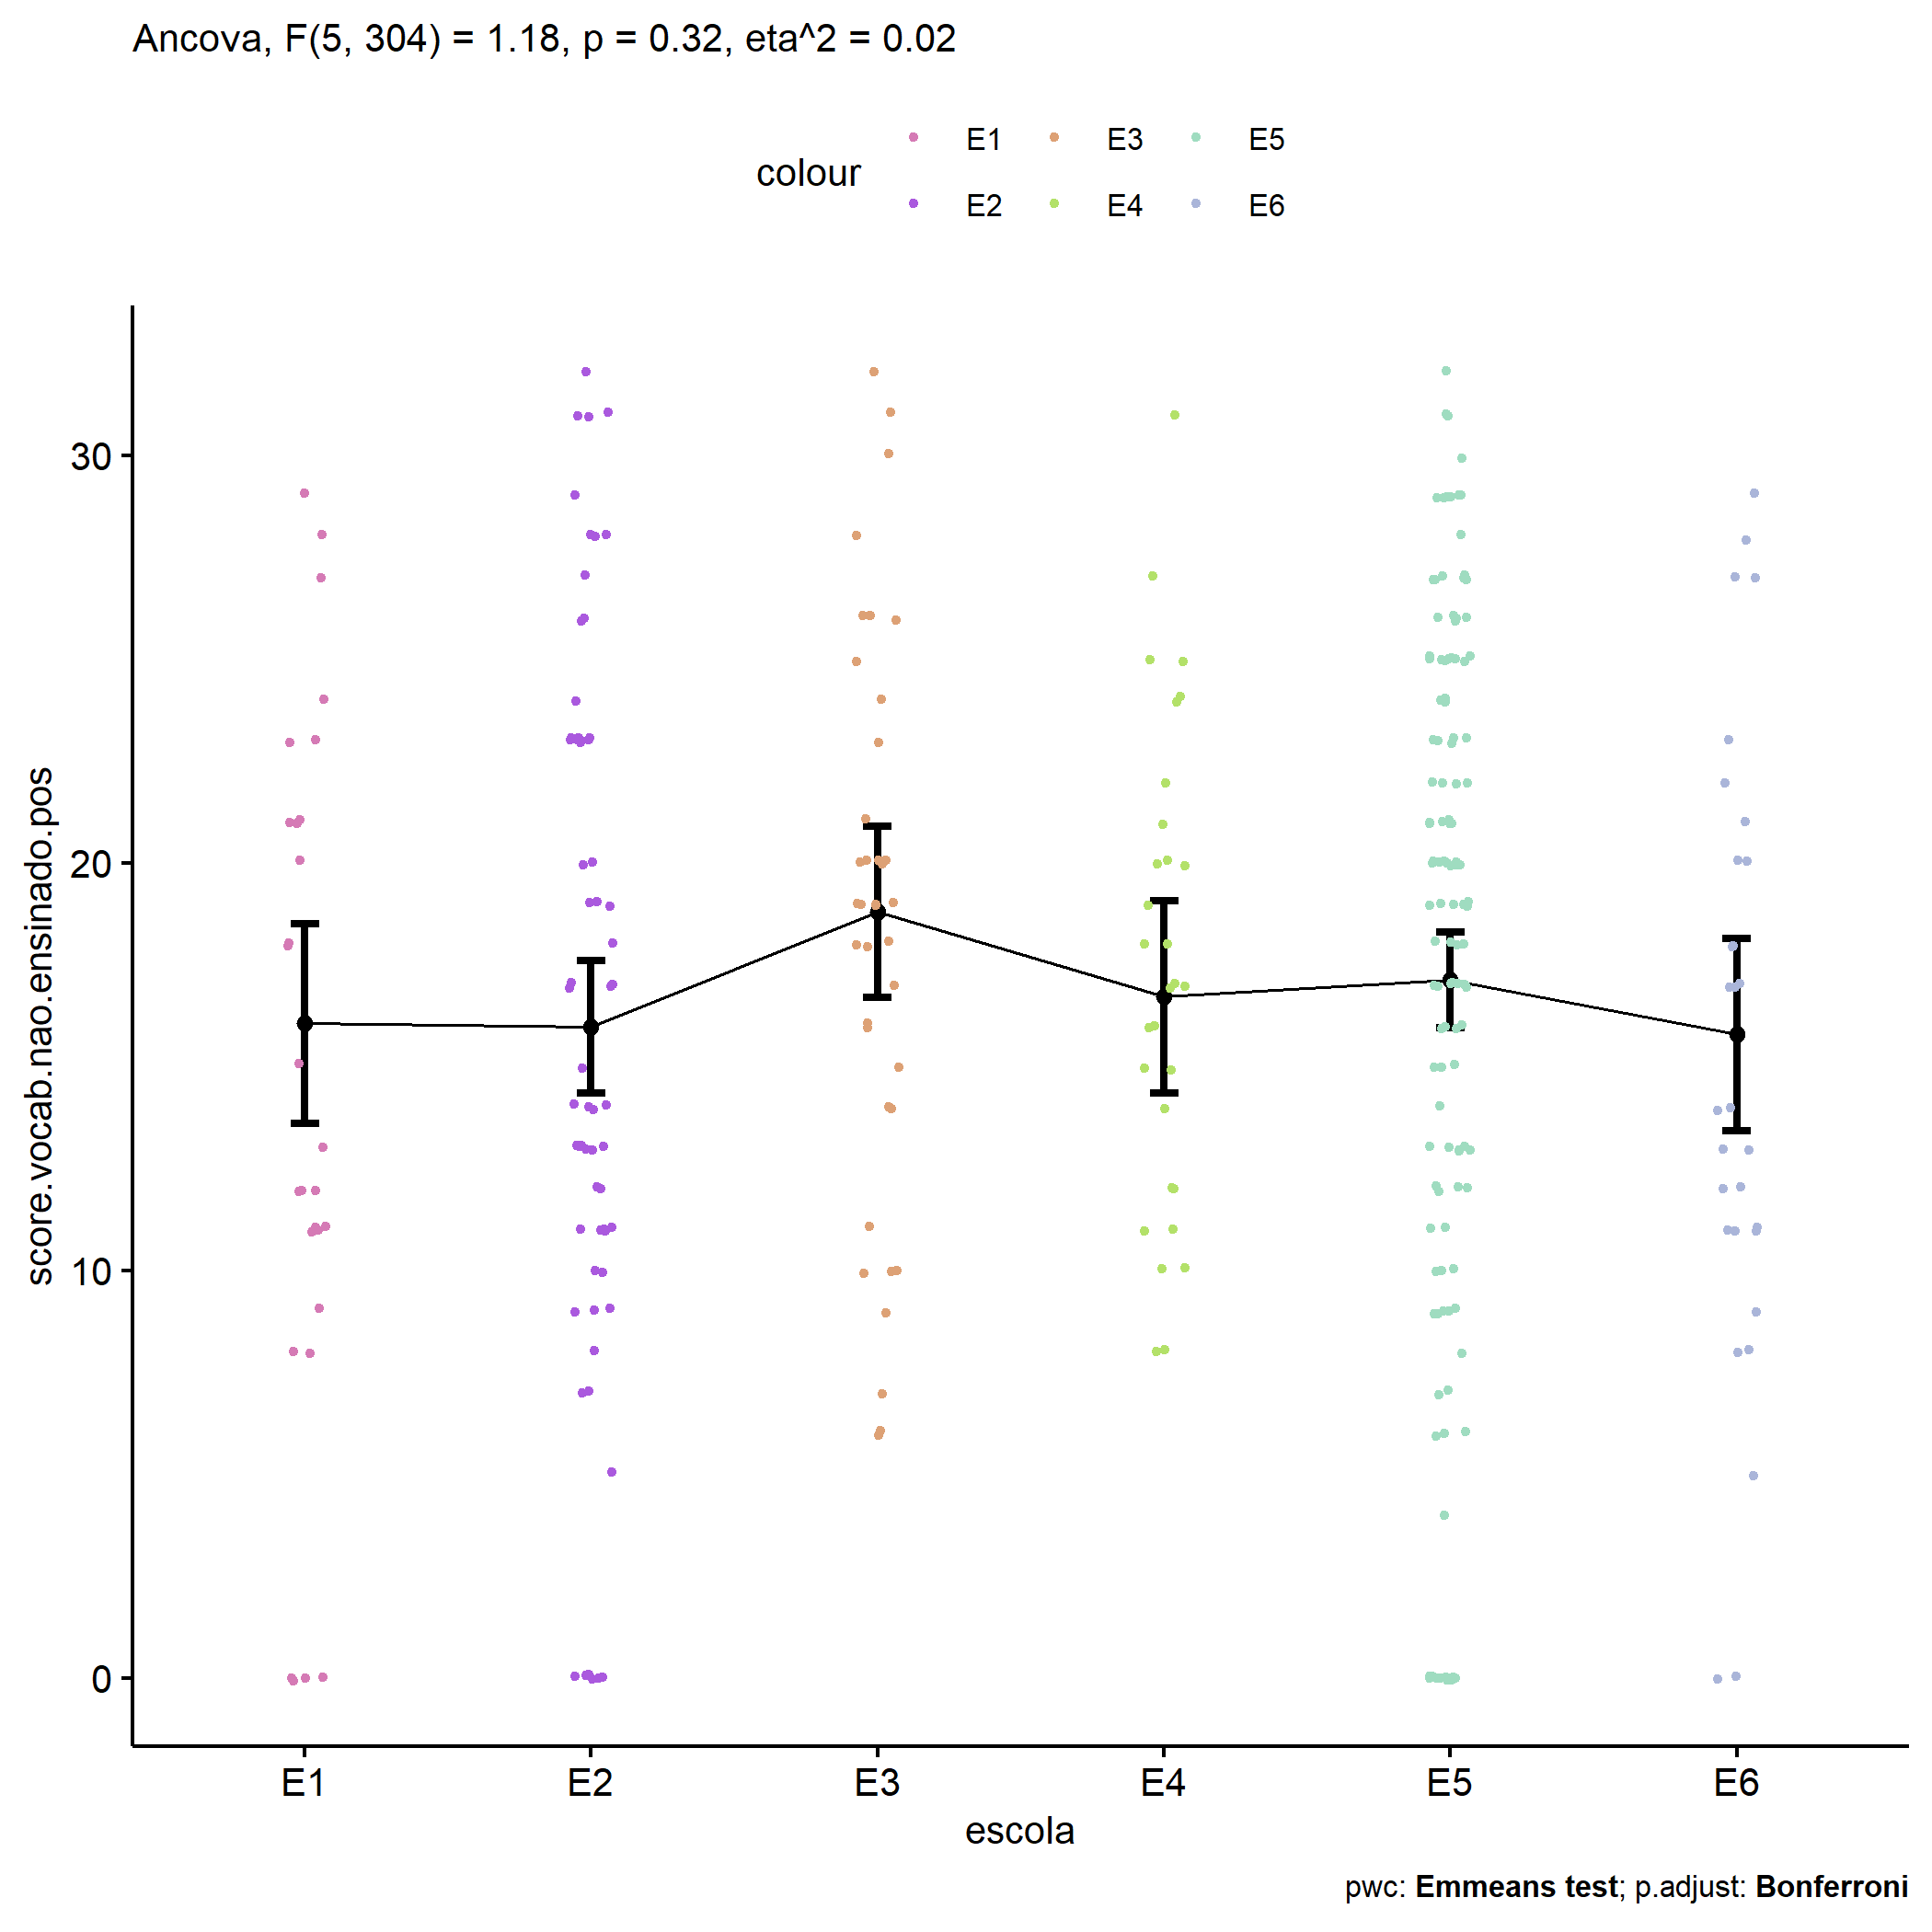 Ancova, F(5, 304) = 1.18, p = 0.32, eta^2 = 0.02
colour
E1 E3 E5
E2 E4 E6
score.vocab.nao.ensinado.pos
30
20
10
0
E1 E2 E3 E4 E5 E6
escola
pwc: Emmeans test; p.adjust: Bonferroni